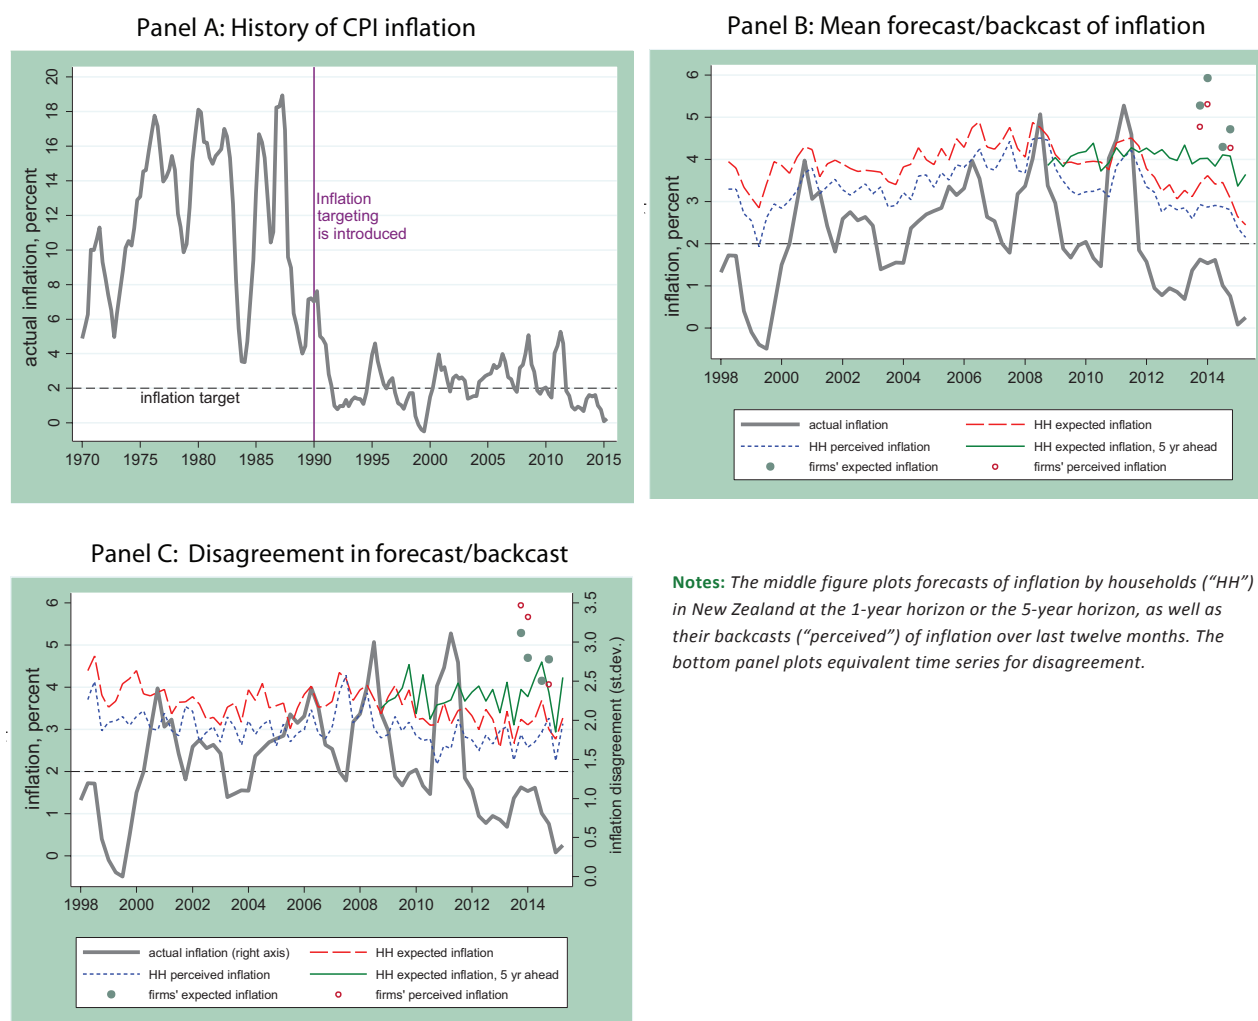 Panel A: History of CPI inflation
actual inflation, percent
20
18
16
14
12
10
8
6
4
2
0
Inflation
targeting
is introduced
inflation target
1970 1975 1980 1985 1990 1995 2000 2005 2010 2015
Panel B: Mean forecast/backcast of inflation
inflation, percent
6
5
4
3
2
1
0
1998 2000 2002 2004 2006 2008 2010 2012 2014
actual inflation
HH expected inflation
HH perceived inflation
HH expected inflation, 5 yr ahead
firms' expected inflation
firms' perceived inflation
Panel C: Disagreement in forecast/backcast
inflation, percent
6
5
4
3
2
1
0
3.5
3.0
2.5
2.0
1.5
1.0
0.5
0.0
inflation disagreement (st.dev.)
1998 2000 2002 2004 2006 2008 2010 2012 2014
actual inflation (right axis)
HH expected inflation
HH perceived inflation
HH expected inflation, 5 yr ahead
firms' expected inflation
firms' perceived inflation
Notes: The middle figure plots forecasts of inflation by households (“HH”)
in New Zealand at the 1-year horizon or the 5-year horizon, as well as
their backcasts (“perceived”) of inflation over last twelve months. The
bottom panel plots equivalent time series for disagreement.